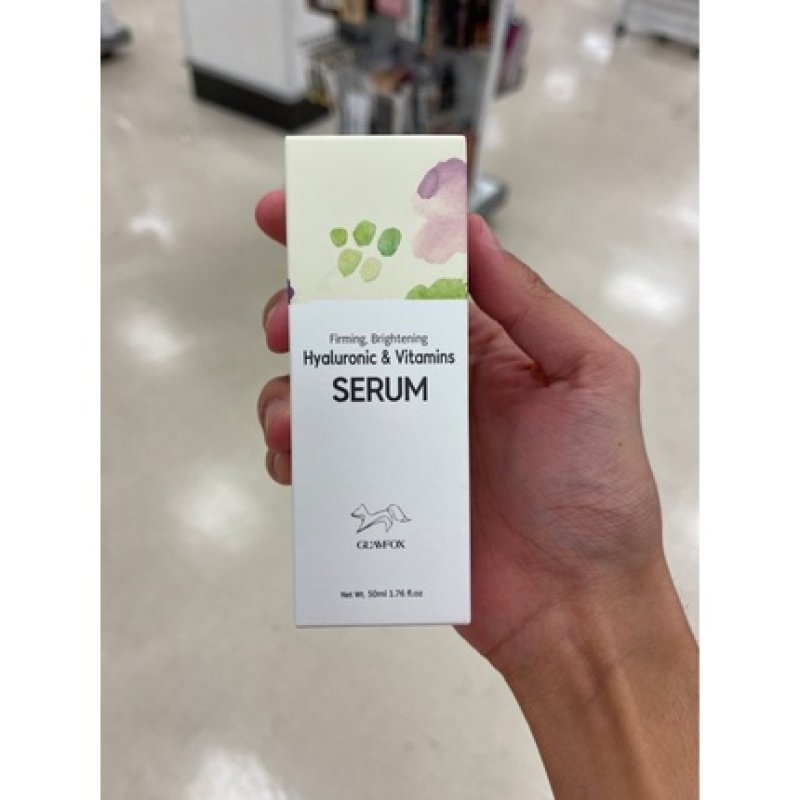 Firming, Brightening
Hyaluronic & Vitamins
SERUM
GLAMFOX
Net Wt. 50ml 1.76 fl.oz